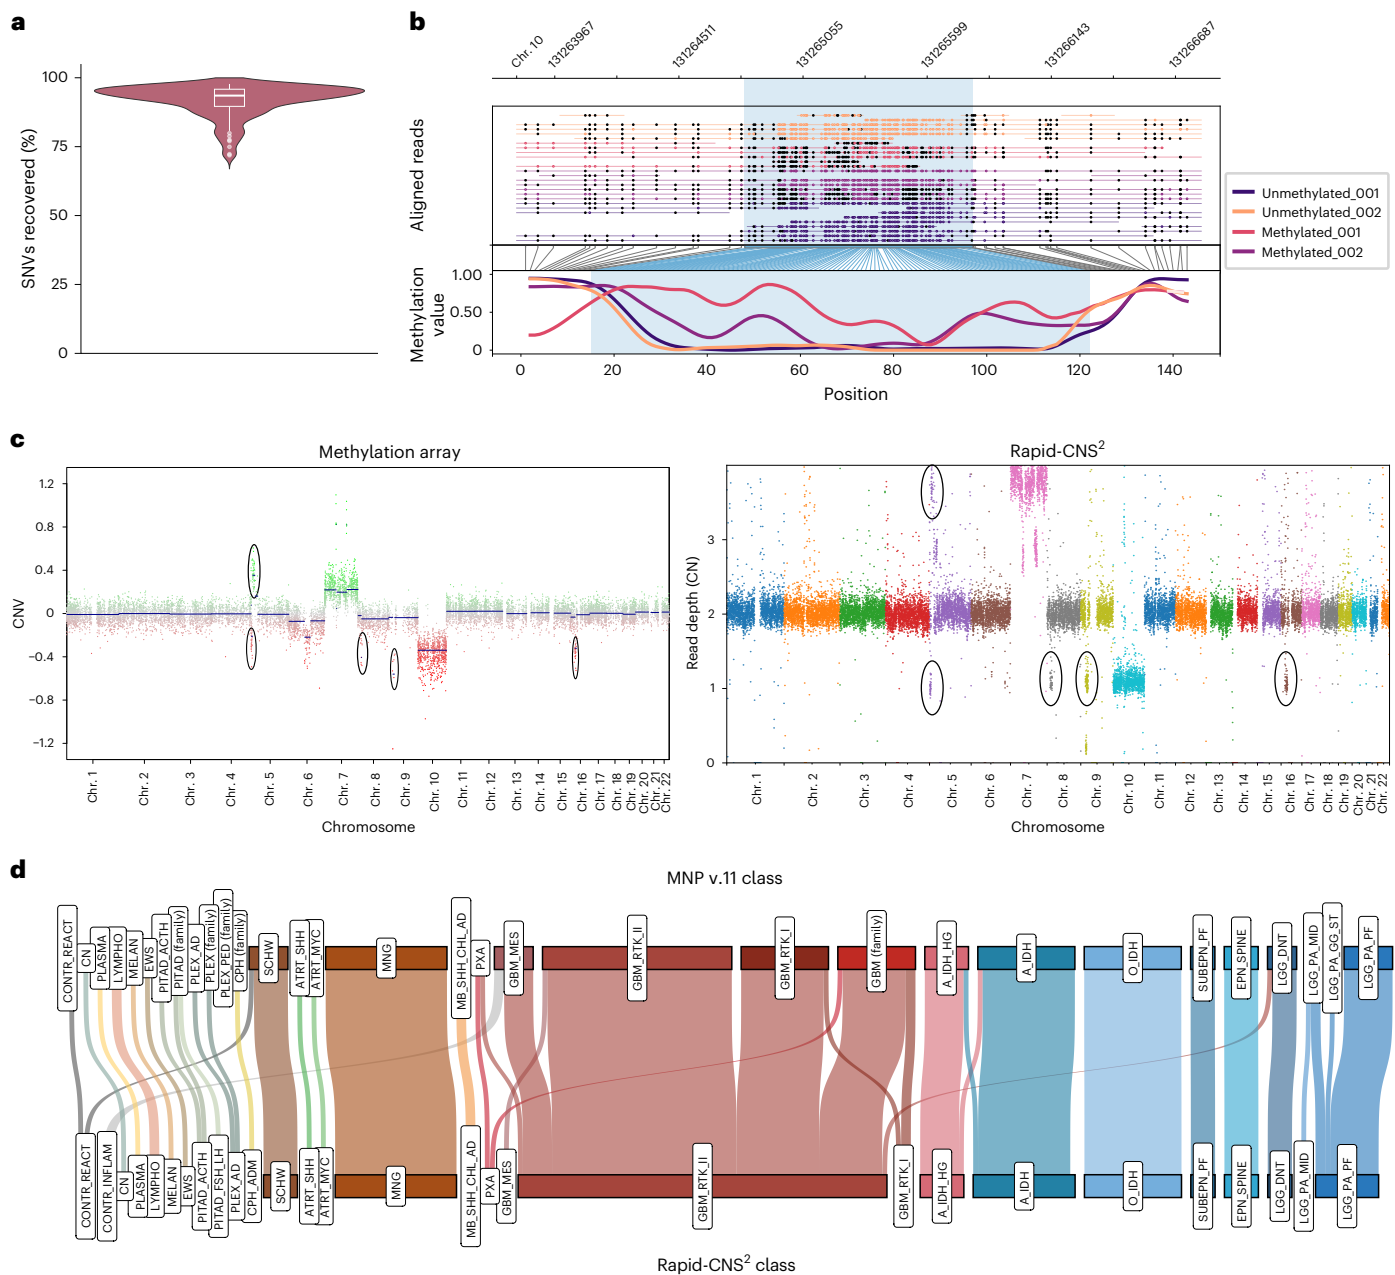 a
100
75
50
25
0
SNVs recovered (%)
b
Chr. 10
131263967
131264511
131265055
131265599
131266143
131266687
Aligned reads
Methylation
value
1.00
0.50
0
0
20
40
60
80
100
120
140
Position
Unmethylated_001
Unmethylated_002
Methylated_001
Methylated_002
c
Methylation array
1.2
0.8
0.4
0
−0.4
−0.8
−1.2
CNV
Chr. 1
Chr. 2
Chr. 3
Chr. 4
Chr. 5
Chr. 6
Chr. 7
Chr. 8
Chr. 9
Chr. 10
Chr. 11
Chr. 12
Chr. 13
Chr. 14
Chr. 15
Chr. 16
Chr. 17
Chr. 18
Chr. 19
Chr. 20
Chr. 21
Chr. 22
Chromosome
Rapid-CNS²
3
2
1
0
Read depth (CN)
Chr. 1
Chr. 2
Chr. 3
Chr. 4
Chr. 5
Chr. 6
Chr. 7
Chr. 8
Chr. 9
Chr. 10
Chr. 11
Chr. 12
Chr. 13
Chr. 14
Chr. 15
Chr. 16
Chr. 17
Chr. 18
Chr. 19
Chr. 20
Chr. 21
Chr. 22
Chromosome
d
MNP v.11 class
CONTR_REACT
CN
PLASMA
LYMPHO
MELAN
EWS
PITAD_ACTH
PITAD (family)
PLEX_AD
PLEX (family)
PLEX_PED (family)
CPH (family)
SCHW
ATRT_SHH
ATRT_MYC
MNG
MB_SHH_CHL_AD
PXA
GBM_MES
GBM_RTK_II
GBM_RTK_I
GBM (family)
A_IDH_HG
A_IDH
O_IDH
SUBEPN_PF
EPN_SPINE
LGG_DNT
LGG_PA_MID
LGG_PA_GG_ST
LGG_PA_PF
CONTR_REACT
CONTR_INFLAM
CN
PLASMA
LYMPHO
MELAN
EWS
PITAD_ACTH
PITAD_FSH_LH
PLEX_AD
CPH_ADM
SCHW
ATRT_SHH
ATRT_MYC
MNG
MB_SHH_CHL_AD
PXA
GBM_MES
GBM_RTK_II
GBM_RTK_I
A_IDH_HG
A_IDH
O_IDH
SUBEPN_PF
EPN_SPINE
LGG_DNT
LGG_PA_MID
LGG_PA_PF
Rapid-CNS² class